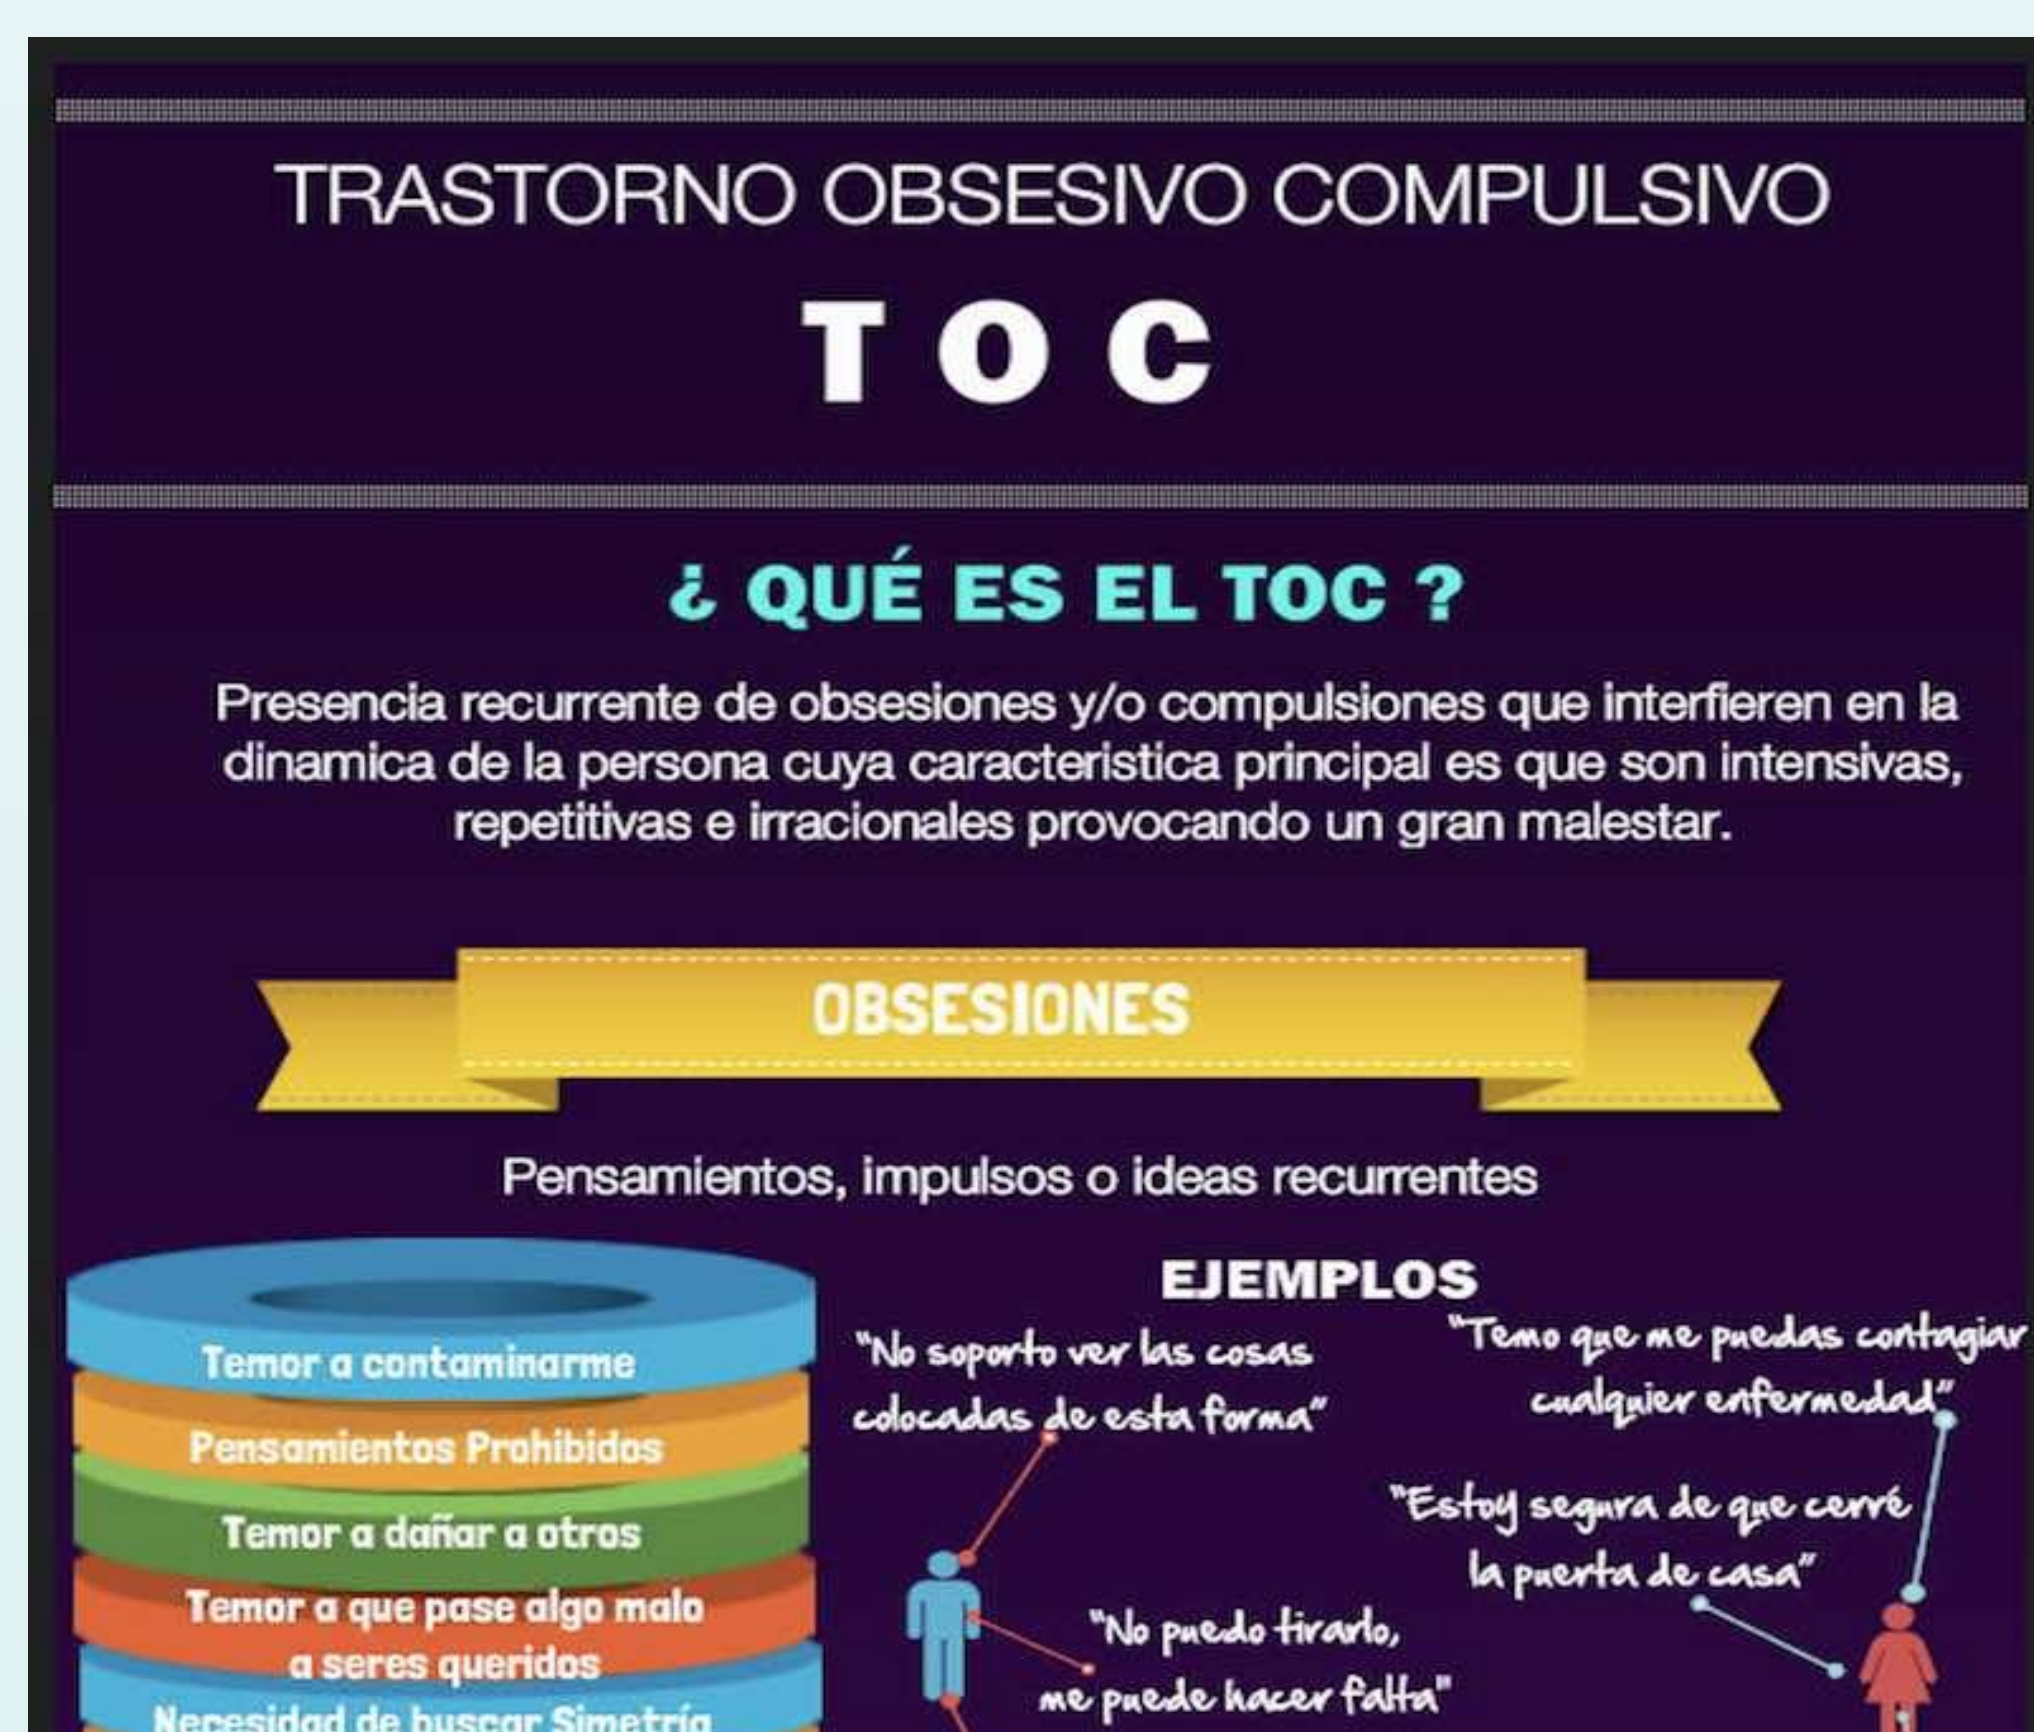 TRASTORNO OBSESIVO COMPULSIVO
TOC
¿ QUÉ ES EL TOC ?
Presencia recurrente de obsesiones y/o compulsiones que interfieren en la
dinamica de la persona cuya caracteristica principal es que son intensivas,
repetitivas e irracionales provocando un gran malestar.
OBSESIONES
Pensamientos, impulsos o ideas recurrentes
Temor a contaminarme
Pensamientos Prohibidos
Temor a dañar a otros
Temor a que pase algo malo
a seres queridos
Necesidad de buscar Simetría
EJEMPLOS
"No soporto ver las cosas
colocadas de esta forma"
"Temo que me puedas contagiar
cualquier enfermedad"
"Estoy segura de que cerré
la puerta de casa"
"No puedo tirarlo,
me puede hacer falta"